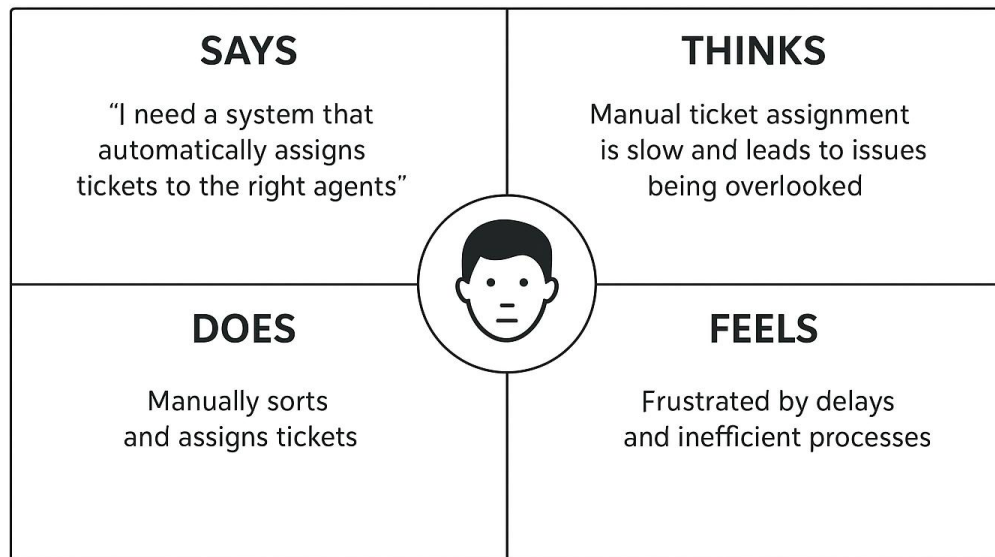 SAYS
“I need a system that
automatically assigns
tickets to the right agents”
THINKS
Manual ticket assignment
is slow and leads to issues
being overlooked
DOES
Manually sorts
and assigns tickets
FEELS
Frustrated by delays
and inefficient processes